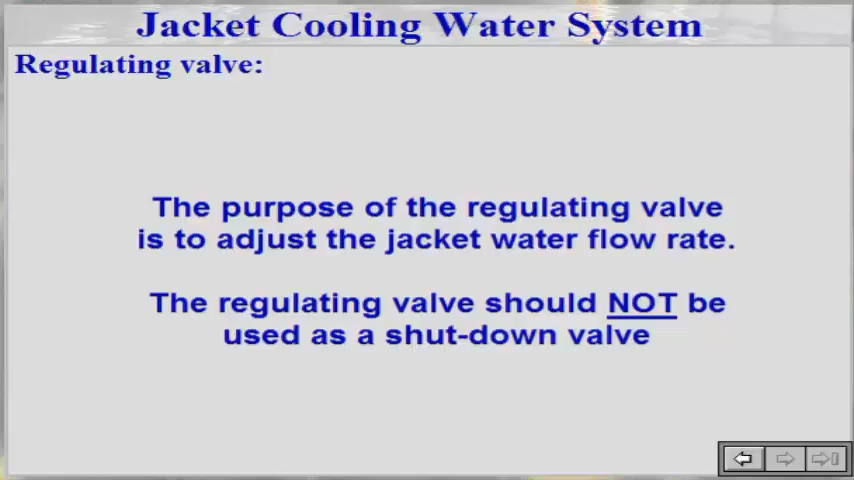 Jacket Cooling Water System
Regulating valve:
The purpose of the regulating valve
is to adjust the jacket water flow rate.
The regulating valve should NOT be
used as a shut-down valve